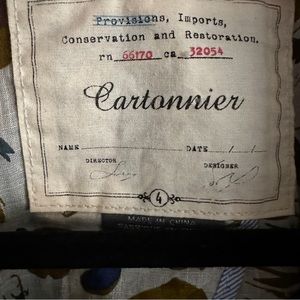 Provisions, Imports,
Conservation and Restoration.
rn 66170 ca 32054
Cartonnier
NAME DATE / /
DIRECTOR DESIGNER
4
MADE IN CHINA